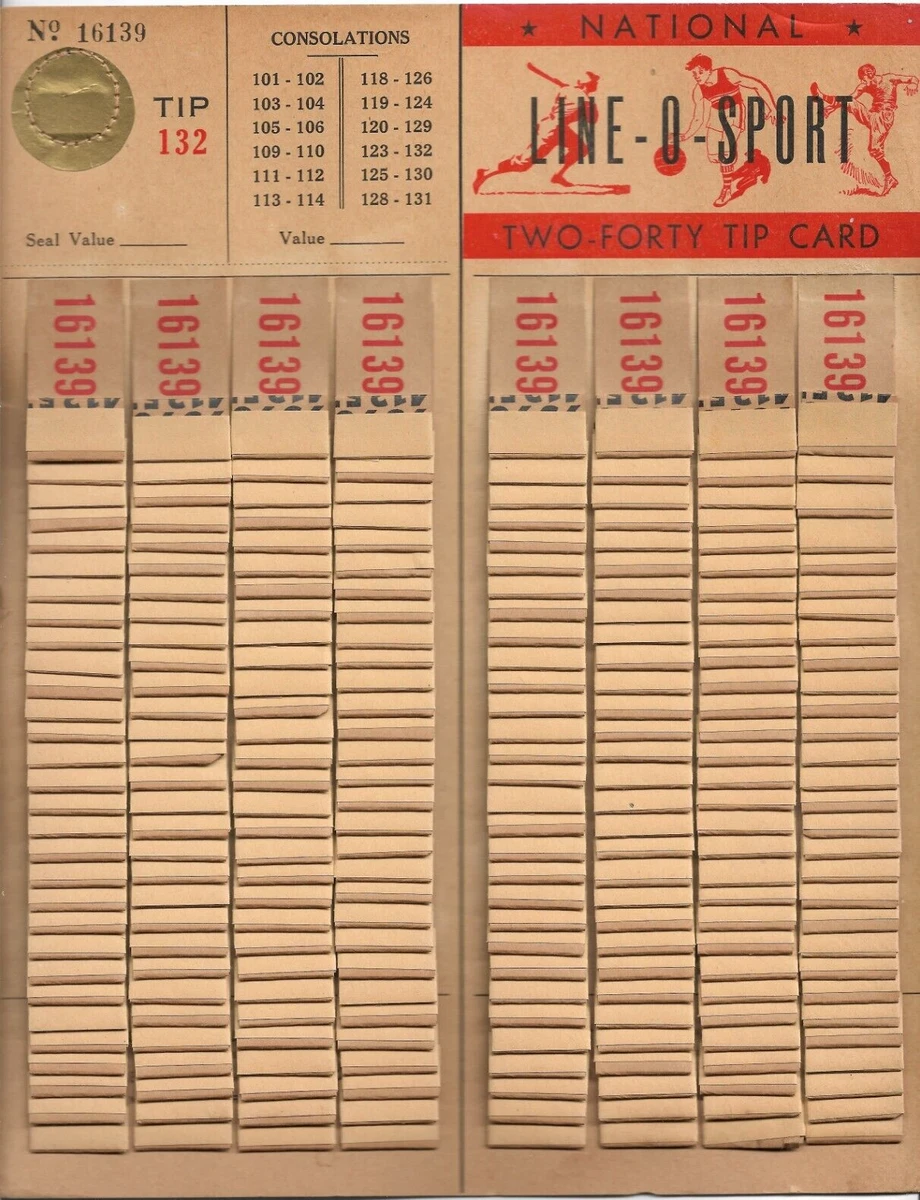 Nº 16139
TIP
132
Seal Value
CONSOLATIONS
101 - 102 118 - 126
103 - 104 119 - 124
105 - 106 120 - 129
109 - 110 123 - 132
111 - 112 125 - 130
113 - 114 128 - 131
Value
★ NATIONAL ★
LINE-O-SPORT
TWO-FORTY TIP CARD
16139 16139 16139 16139 16139 16139 16139 16139